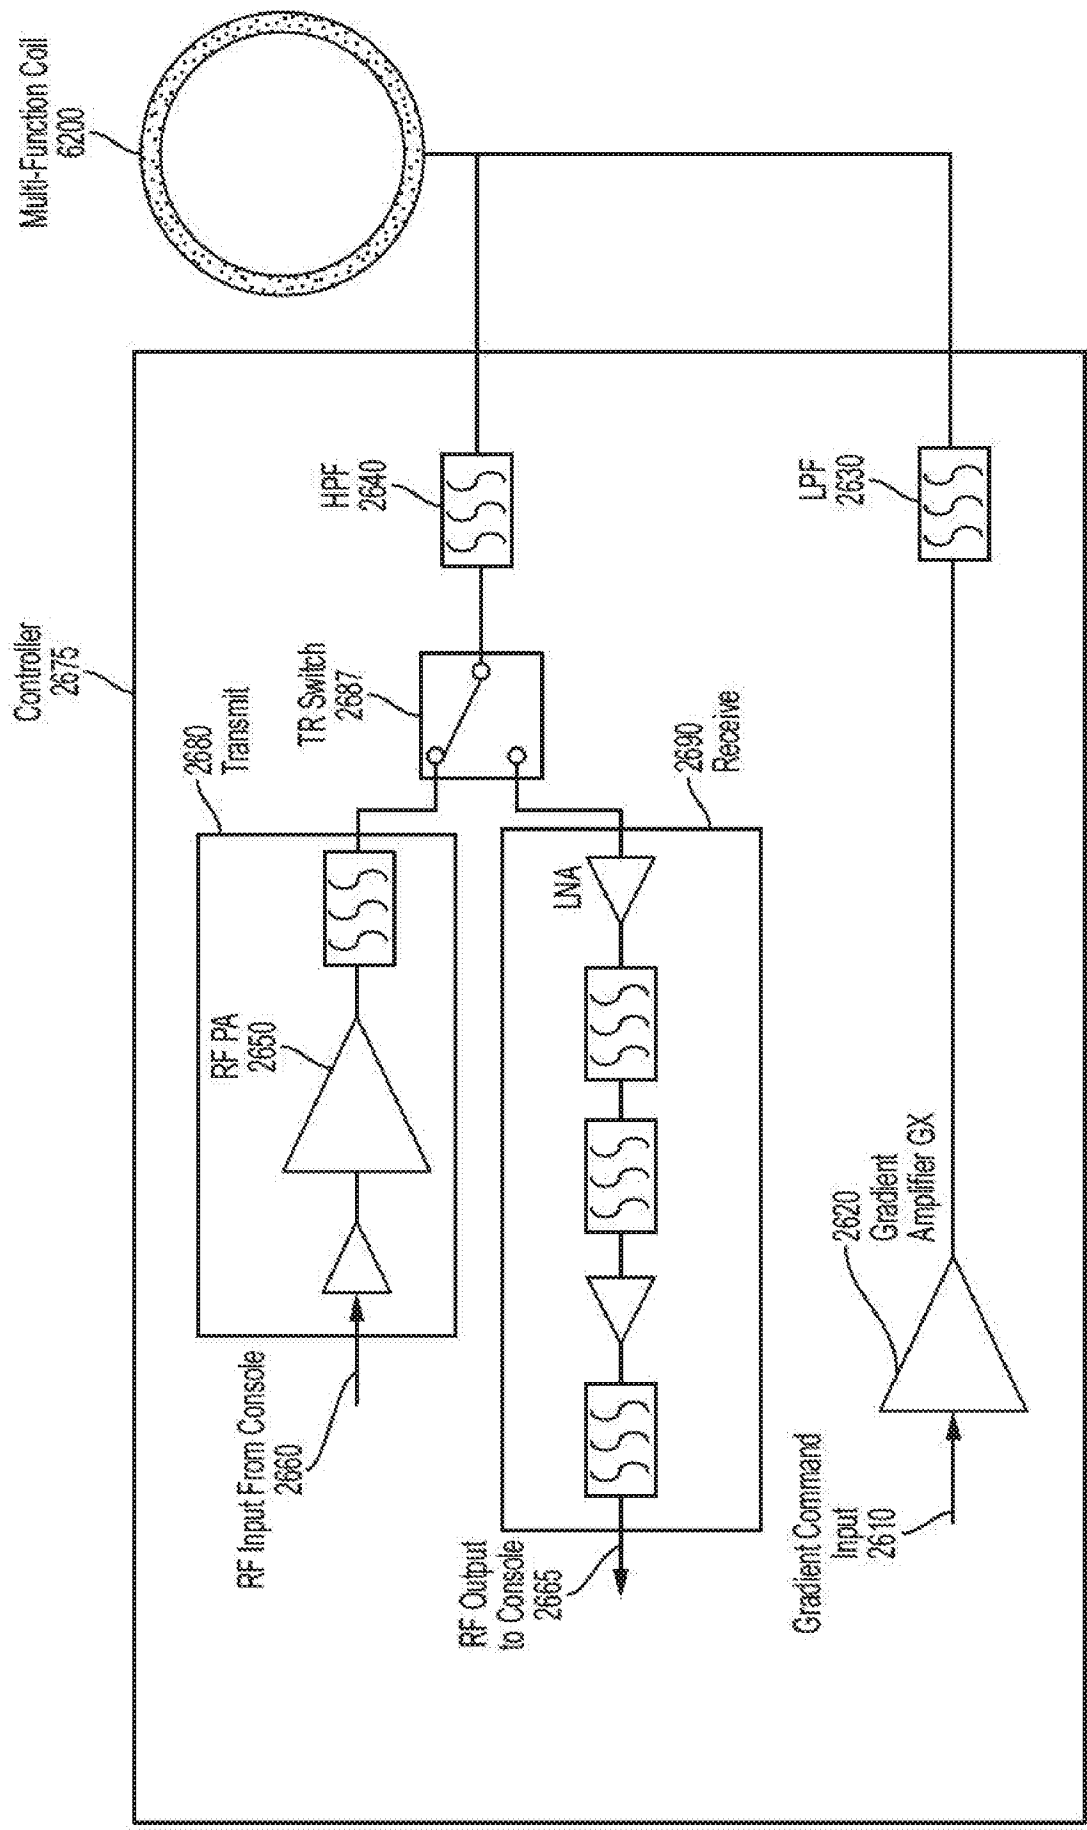 Multi-Function Coil
6200
Controller
2675
HPF
2640
LPF
2630
TR Switch
2687
2680
Transmit
2690
Receive
RF PA
2650
LNA
2620
Gradient
Amplifier GX
RF Input From Console
2660
RF Output
to Console
2665
Gradient Command
Input
2610